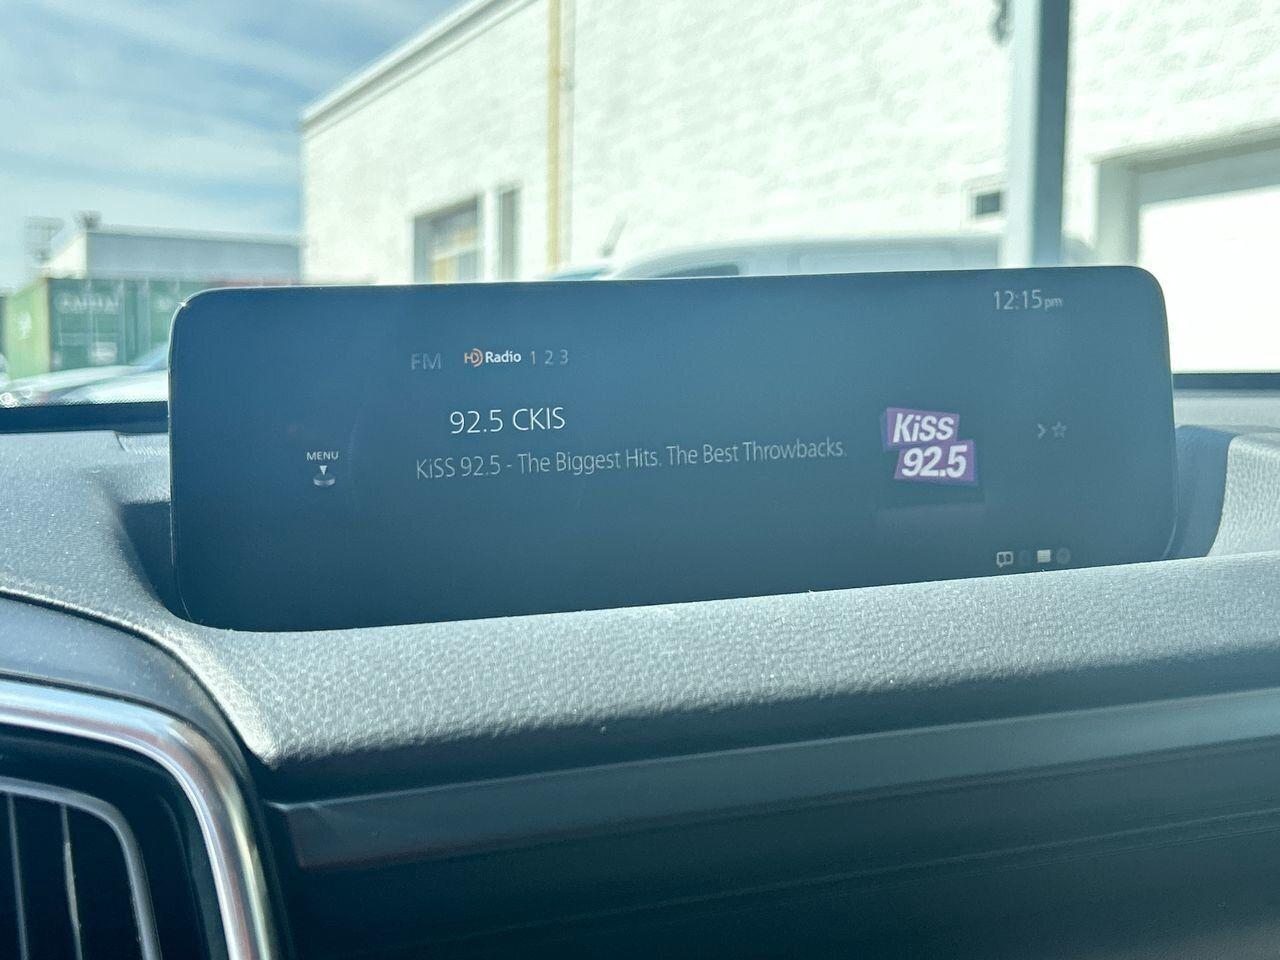 12:15pm
FM HD Radio 1 2 3
92.5 CKIS
KiSS 92.5 - The Biggest Hits. The Best Throwbacks.
MENU
KiSS
92.5